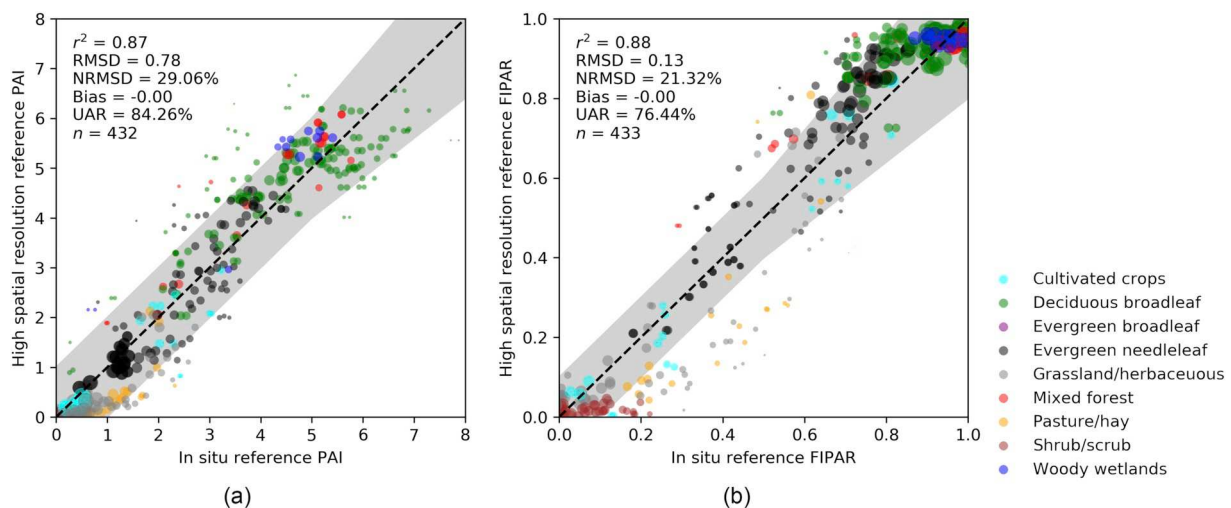 8
7
6
5
4
3
2
1
0
High spatial resolution reference PAI
r² = 0.87
RMSD = 0.78
NRMSD = 29.06%
Bias = -0.00
UAR = 84.26%
n = 432
0 1 2 3 4 5 6 7 8
In situ reference PAI
(a)
1.0
0.8
0.6
0.4
0.2
0.0
High spatial resolution reference FIPAR
r² = 0.88
RMSD = 0.13
NRMSD = 21.32%
Bias = -0.00
UAR = 76.44%
n = 433
0.0 0.2 0.4 0.6 0.8 1.0
In situ reference FIPAR
(b)
Cultivated crops
Deciduous broadleaf
Evergreen broadleaf
Evergreen needleleaf
Grassland/herbaceuous
Mixed forest
Pasture/hay
Shrub/scrub
Woody wetlands